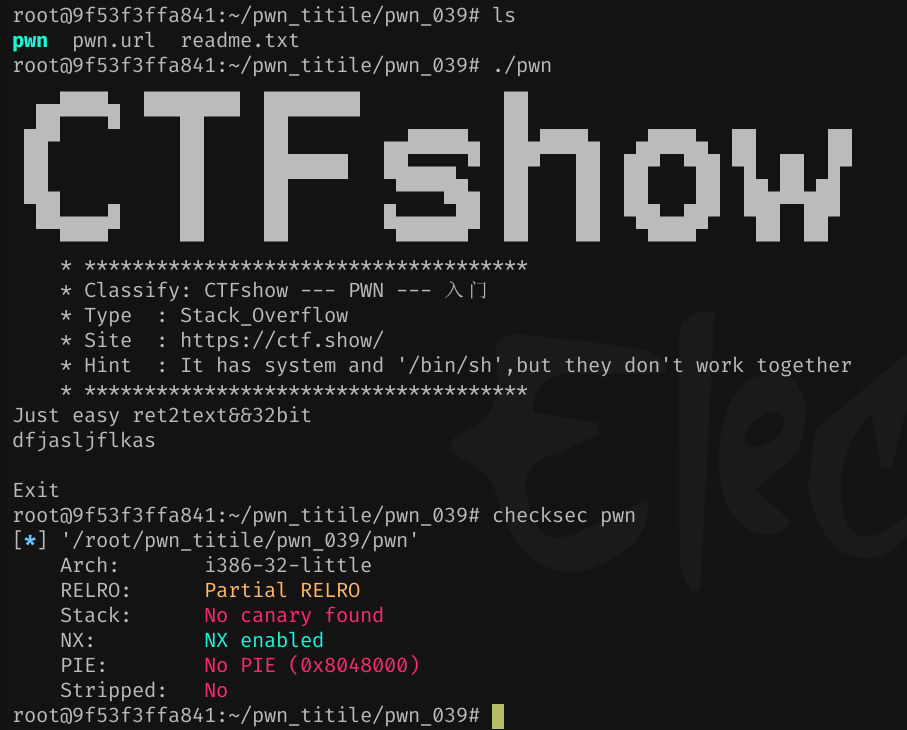 root@9f53f3ffa841:~/pwn_titile/pwn_039# ls
pwn  pwn.url  readme.txt
root@9f53f3ffa841:~/pwn_titile/pwn_039# ./pwn
CTFshow
    * *************************************
    * Classify: CTFshow --- PWN --- 入门
    * Type  : Stack_Overflow
    * Site  : https://ctf.show/
    * Hint  : It has system and '/bin/sh',but they don't work together
    * *************************************
Just easy ret2text&&32bit
dfjasljflkas
Exit
root@9f53f3ffa841:~/pwn_titile/pwn_039# checksec pwn
[*] '/root/pwn_titile/pwn_039/pwn'
    Arch:       i386-32-little
    RELRO:      Partial RELRO
    Stack:      No canary found
    NX:         NX enabled
    PIE:        No PIE (0x8048000)
    Stripped:   No
root@9f53f3ffa841:~/pwn_titile/pwn_039#